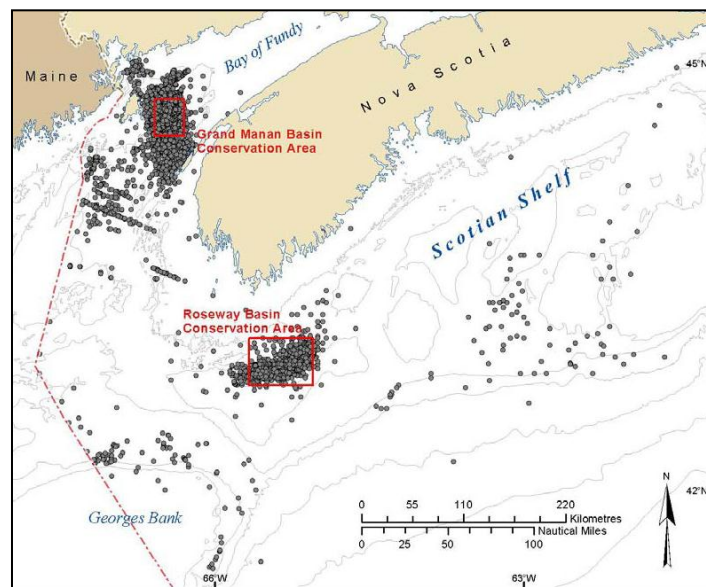 Bay of Fundy
Maine
Nova Scotia
45°N
Grand Manan Basin
Conservation Area
Scotian Shelf
Roseway Basin
Conservation Area
N
42°N
Georges Bank
0 55 110 220
Kilometres
Nautical Miles
0 25 50 100
66°W
63°W